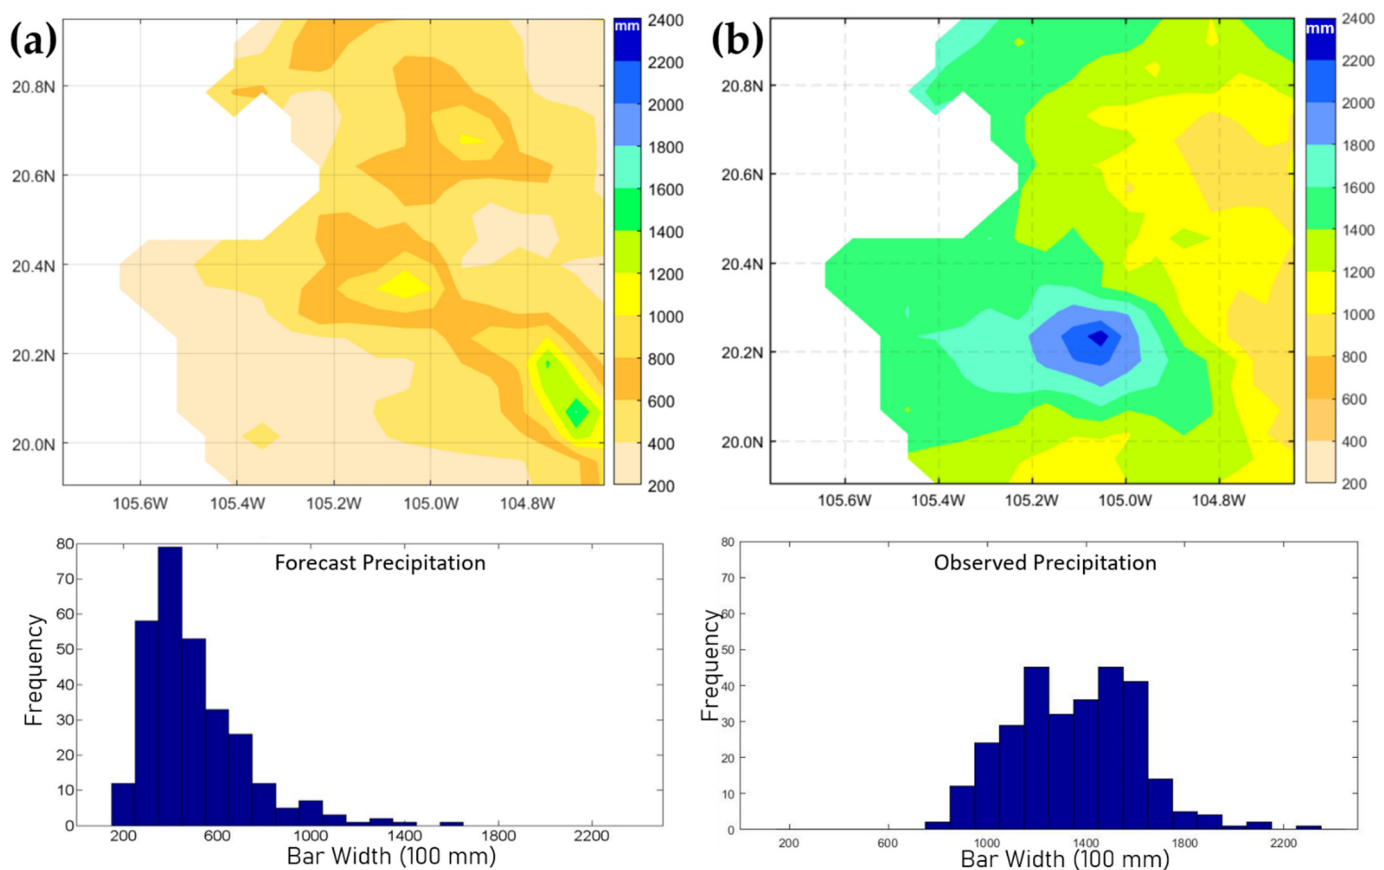 (a)
20.8N
20.6N
20.4N
20.2N
20.0N
105.6W 105.4W 105.2W 105.0W 104.8W
2400
mm
2200
2000
1800
1600
1400
1200
1000
800
600
400
200
(b)
20.8N
20.6N
20.4N
20.2N
20.0N
105.6W 105.4W 105.2W 105.0W 104.8W
2400
mm
2200
2000
1800
1600
1400
1200
1000
800
600
400
200
Forecast Precipitation
Frequency
80
70
60
50
40
30
20
10
0
200 600 1000 1400 1800 2200
Bar Width (100 mm)
Observed Precipitation
Frequency
80
70
60
50
40
30
20
10
0
200 600 1000 1400 1800 2200
Bar Width (100 mm)